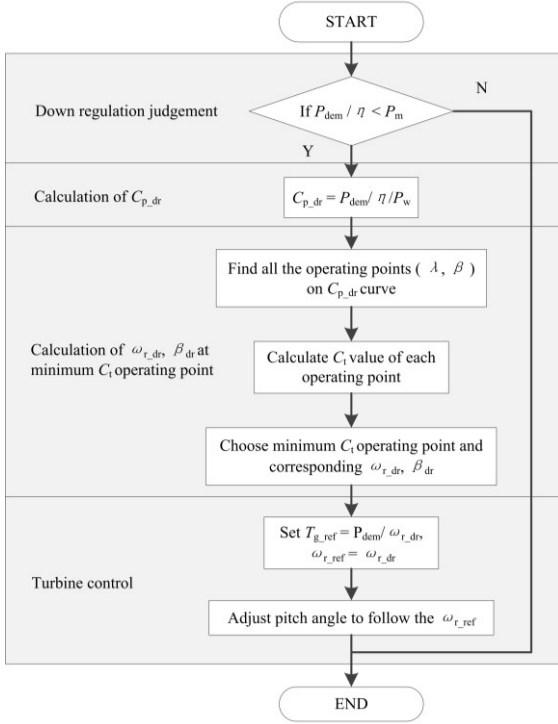 START
Down regulation judgement
If P_dem / η < P_m
N
Y
Calculation of C_p_dr
C_p_dr = P_dem / η /P_w
Find all the operating points ( λ , β )
on C_p_dr curve
Calculation of ω_r_dr, β_dr at
minimum C_t operating point
Calculate C_t value of each
operating point
Choose minimum C_t operating point and
corresponding ω_r_dr, β_dr
Set T_g_ref = P_dem / ω_r_dr,
ω_r_ref = ω_r_dr
Turbine control
Adjust pitch angle to follow the ω_r_ref
END